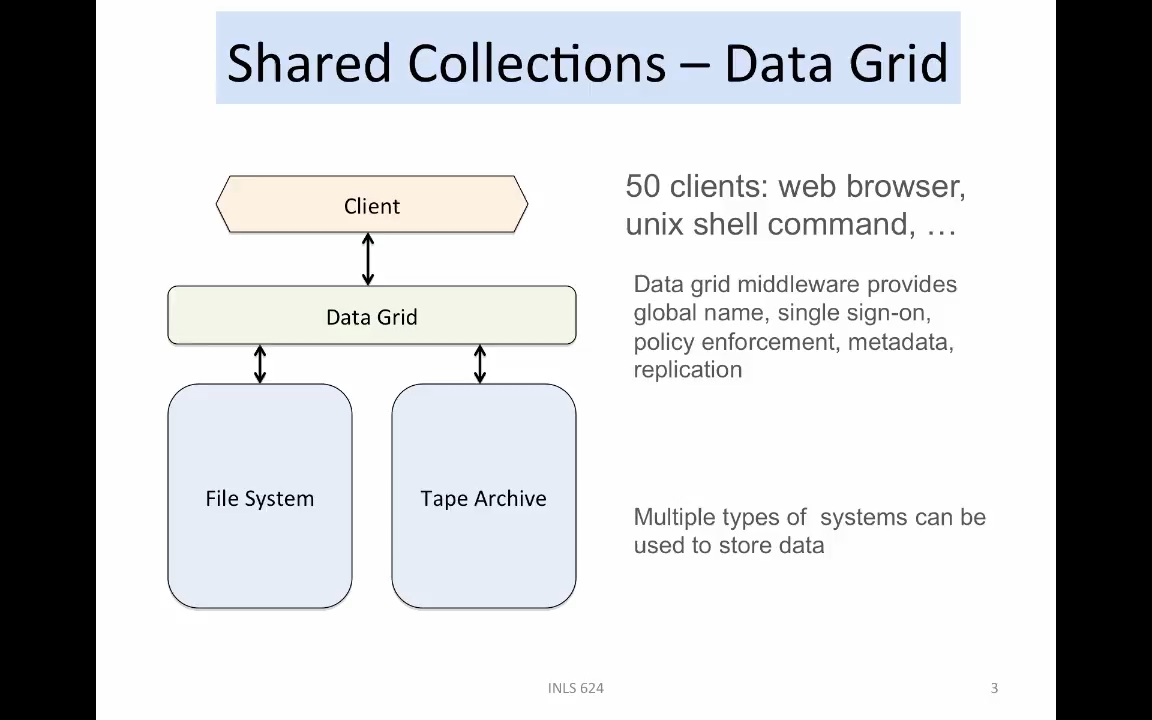 Shared Collections – Data Grid
Client
50 clients: web browser,
unix shell command, …
Data Grid
Data grid middleware provides
global name, single sign-on,
policy enforcement, metadata,
replication
File System
Tape Archive
Multiple types of  systems can be
used to store data
INLS 624
3